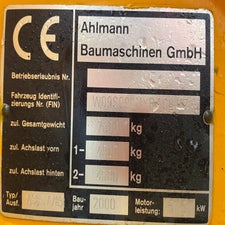 CE
Ahlmann
Baumaschinen GmbH
Betriebserlaubnis Nr.
Fahrzeug Identifi-
zierungs Nr. (FIN)
zul. Gesamtgewicht kg
zul. Achslast vorn 1- kg
zul. Achslast hinten 2- kg
Typ/
Ausf.
Bau-
jahr 2000
Motor-
leistung: kW